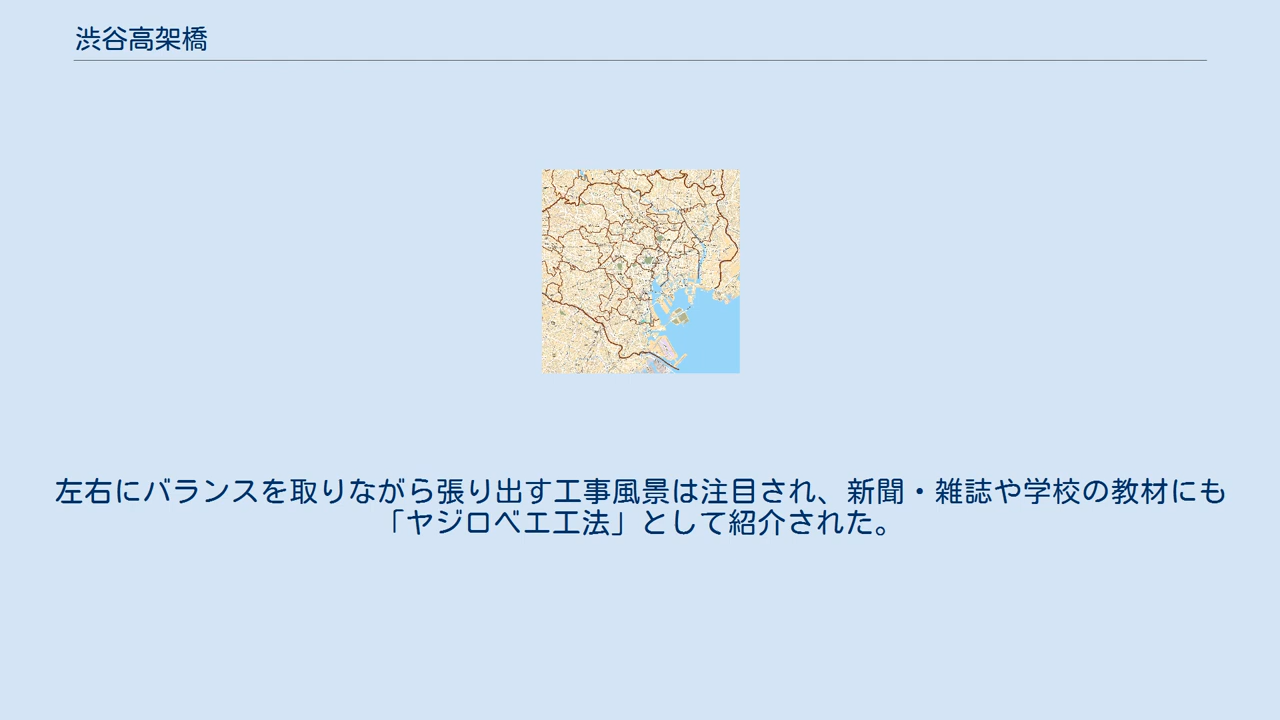 渋谷高架橋
左右にバランスを取りながら張り出す工事風景は注目され、新聞・雑誌や学校の教材にも
「ヤジロベエ工法」として紹介された。